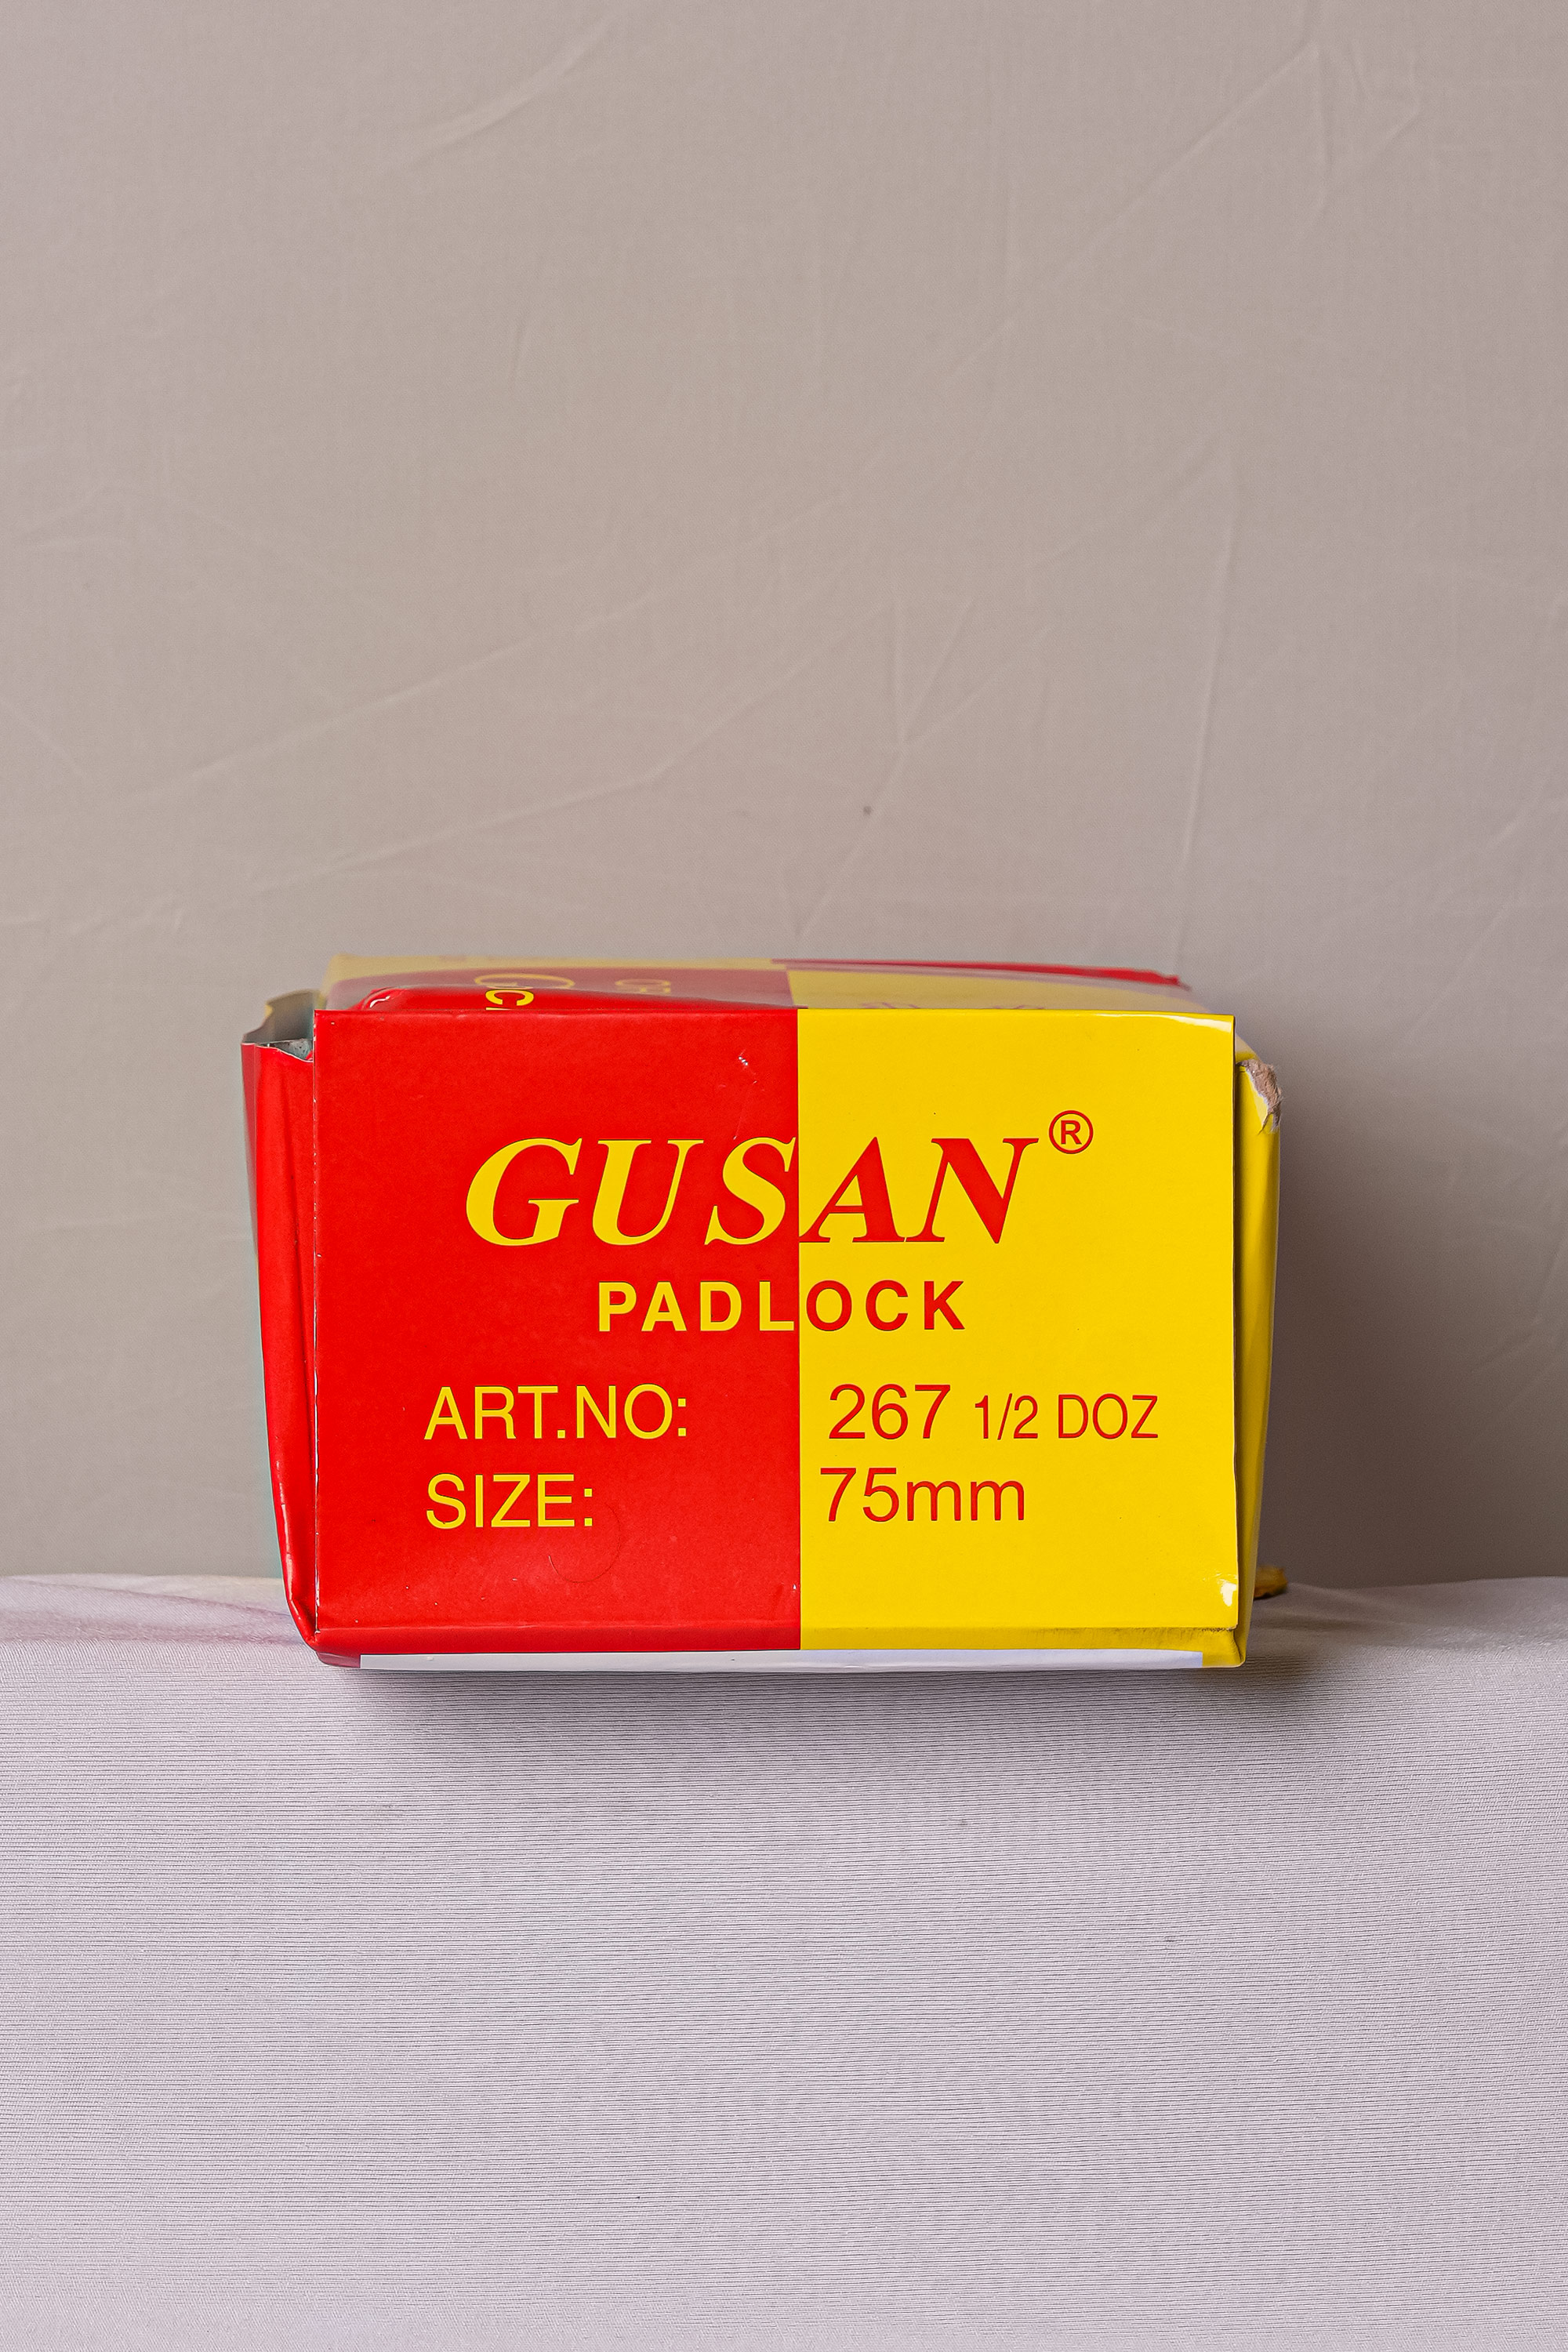 GUSAN®
PADLOCK
ART.NO: 267 1/2 DOZ
SIZE: 75mm